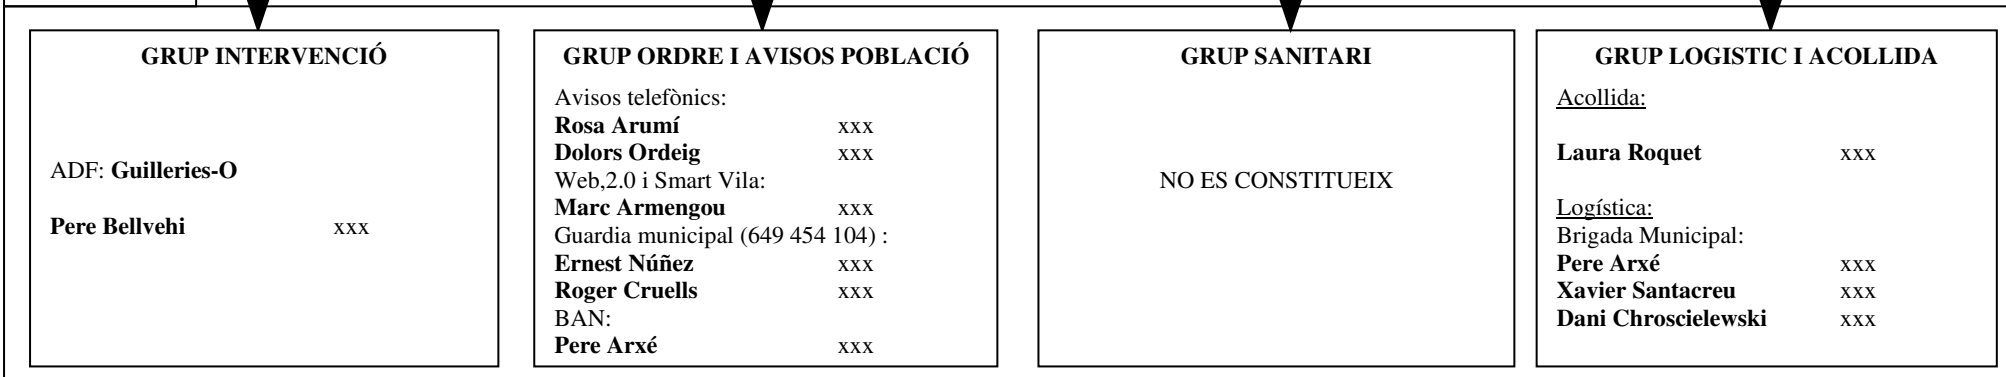 GRUP INTERVENCIÓ
ADF: Guilleries-O
Pere Bellvehi xxx
GRUP ORDRE I AVISOS POBLACIÓ
Avisos telefònics:
Rosa Arumí xxx
Dolors Ordeig xxx
Web,2.0 i Smart Vila:
Marc Armengou xxx
Guardia municipal (649 454 104) :
Ernest Núñez xxx
Roger Cruells xxx
BAN:
Pere Arxé xxx
GRUP SANITARI
NO ES CONSTITUEIX
GRUP LOGISTIC I ACOLLIDA
Acollida:
Laura Roquet xxx
Logística:
Brigada Municipal:
Pere Arxé xxx
Xavier Santacreu xxx
Dani Chroscielewski xxx